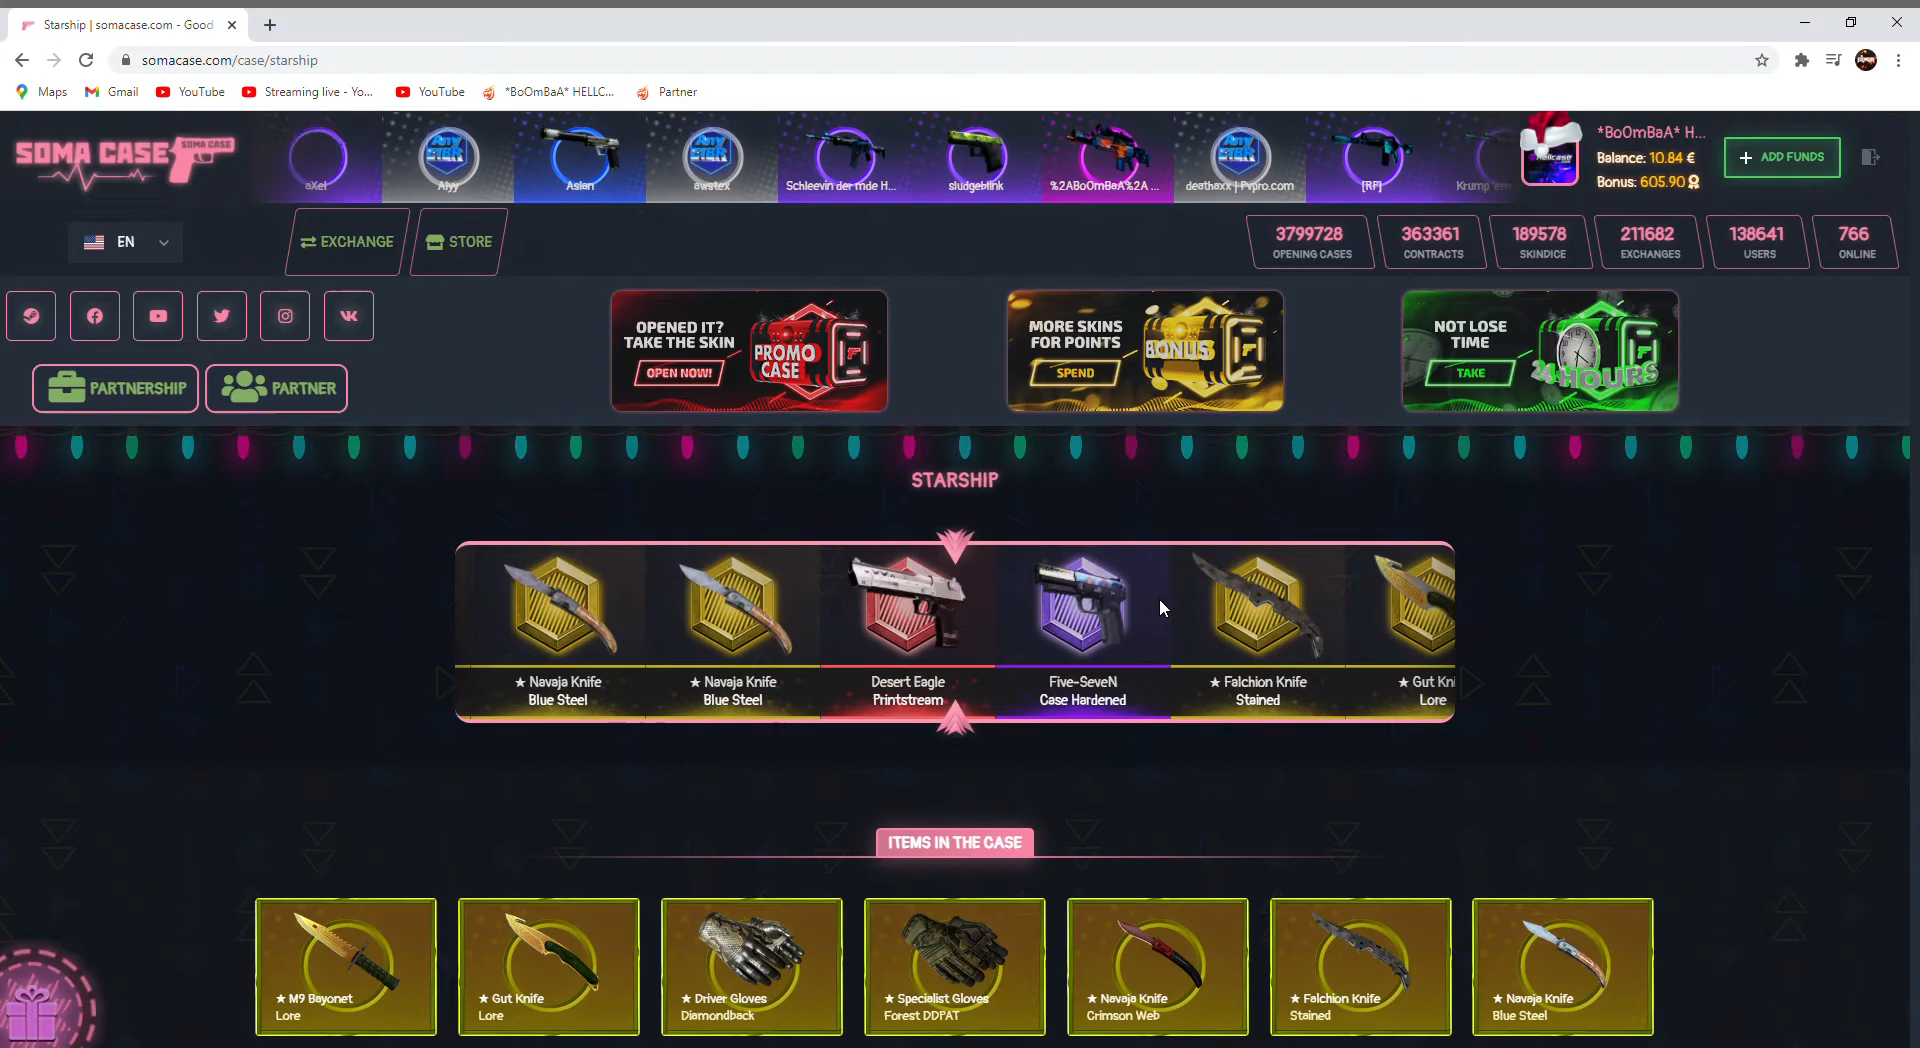 Starship | somacase.com - Good
somacase.com/case/starship
Maps
Gmail
YouTube
Streaming live - Yo...
YouTube
*BoOmBaA* HELLC...
Partner
SOMA CASE
SOMA CASE
aXel
Alyy
Aslan
awstex
Schleevin der mde H...
sludgeblink
%2ABoOmBaA%2A ...
deathaxx | Pvpro.com
[RF]
Krump 'em
*BoOmBaA* H...
Balance: 10.84 €
Bonus: 605.90
ADD FUNDS
EN
EXCHANGE
STORE
3799728
OPENING CASES
363361
CONTRACTS
189578
SKINDICE
211682
EXCHANGES
138641
USERS
766
ONLINE
OPENED IT?
TAKE THE SKIN
OPEN NOW!
PROMO
CASE
MORE SKINS
FOR POINTS
SPEND
BONUS
NOT LOSE
TIME
TAKE
24 HOURS
PARTNERSHIP
PARTNER
STARSHIP
★ Navaja Knife
Blue Steel
★ Navaja Knife
Blue Steel
Desert Eagle
Printstream
Five-SeveN
Case Hardened
★ Falchion Knife
Stained
★ Gut Kni
Lore
ITEMS IN THE CASE
★ M9 Bayonet
Lore
★ Gut Knife
Lore
★ Driver Gloves
Diamondback
★ Specialist Gloves
Forest DDPAT
★ Navaja Knife
Crimson Web
★ Falchion Knife
Stained
★ Navaja Knife
Blue Steel